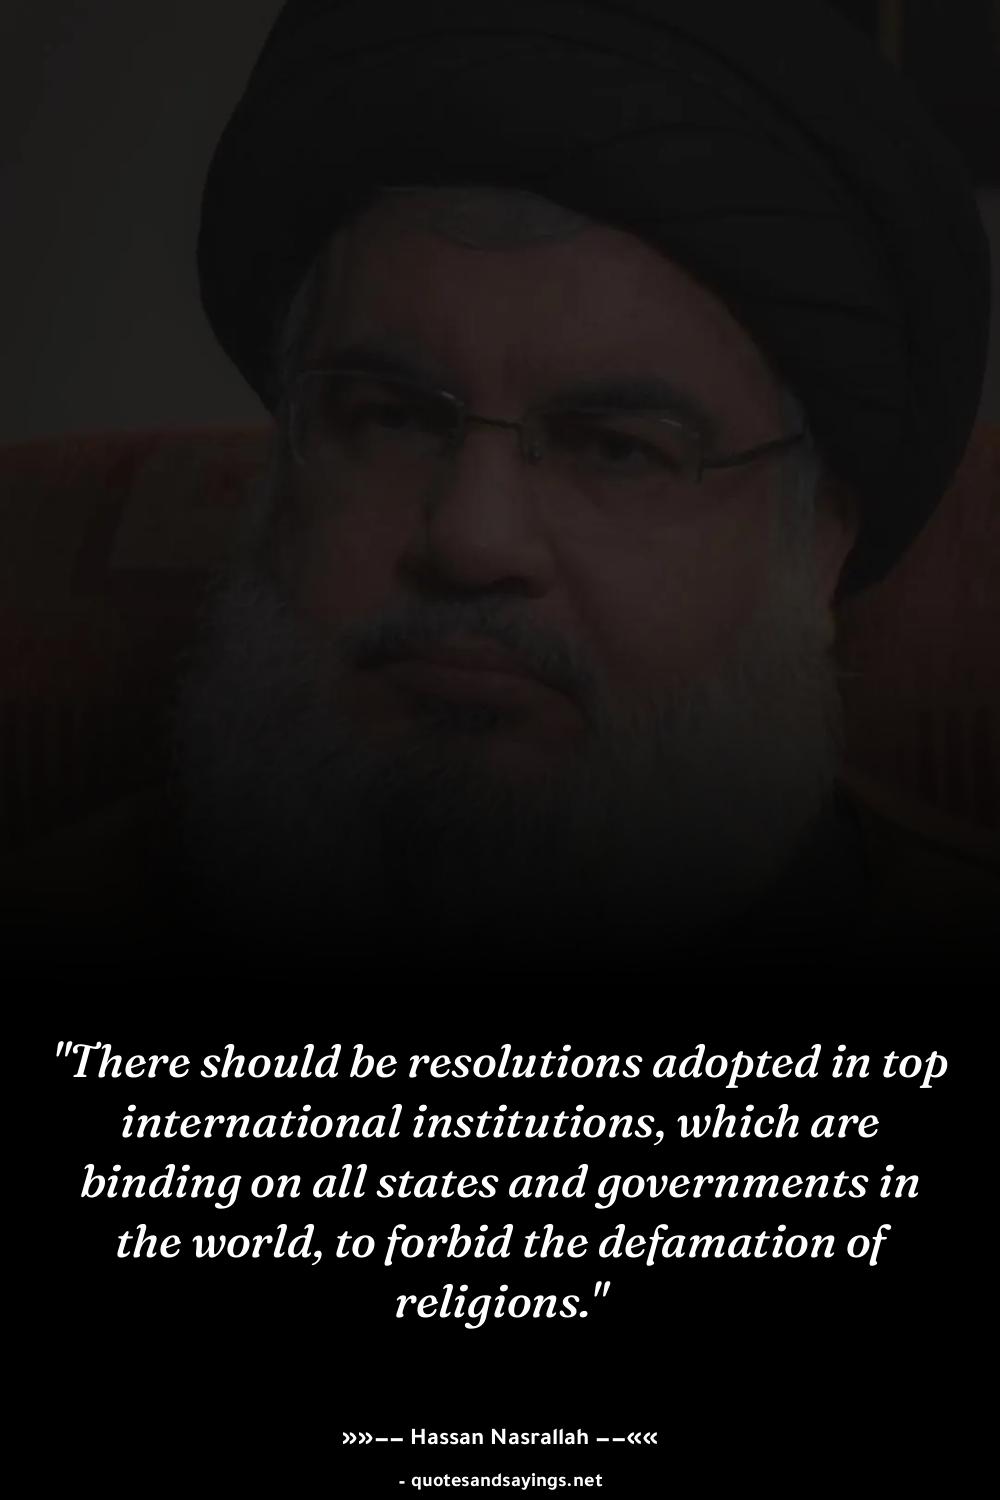 "There should be resolutions adopted in top
international institutions, which are
binding on all states and governments in
the world, to forbid the defamation of
religions."
»»–– Hassan Nasrallah ––««
- quotesandsayings.net